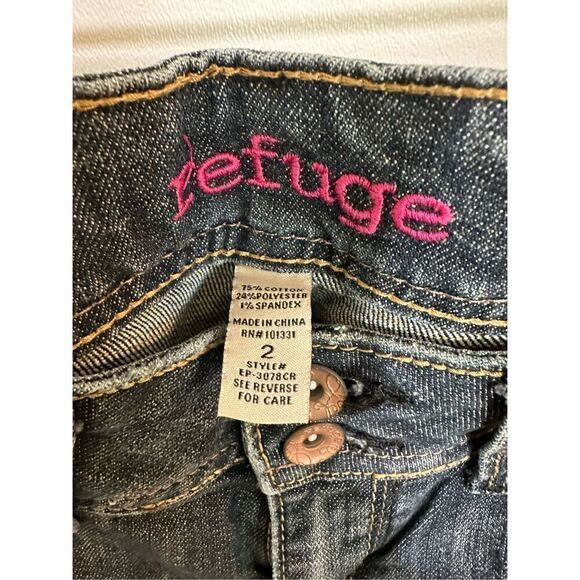 refuge
75% COTTON
24% POLYESTER
1% SPANDEX
MADE IN CHINA
RN# 101331
2
STYLE#
EP-3078CR
SEE REVERSE
FOR CARE